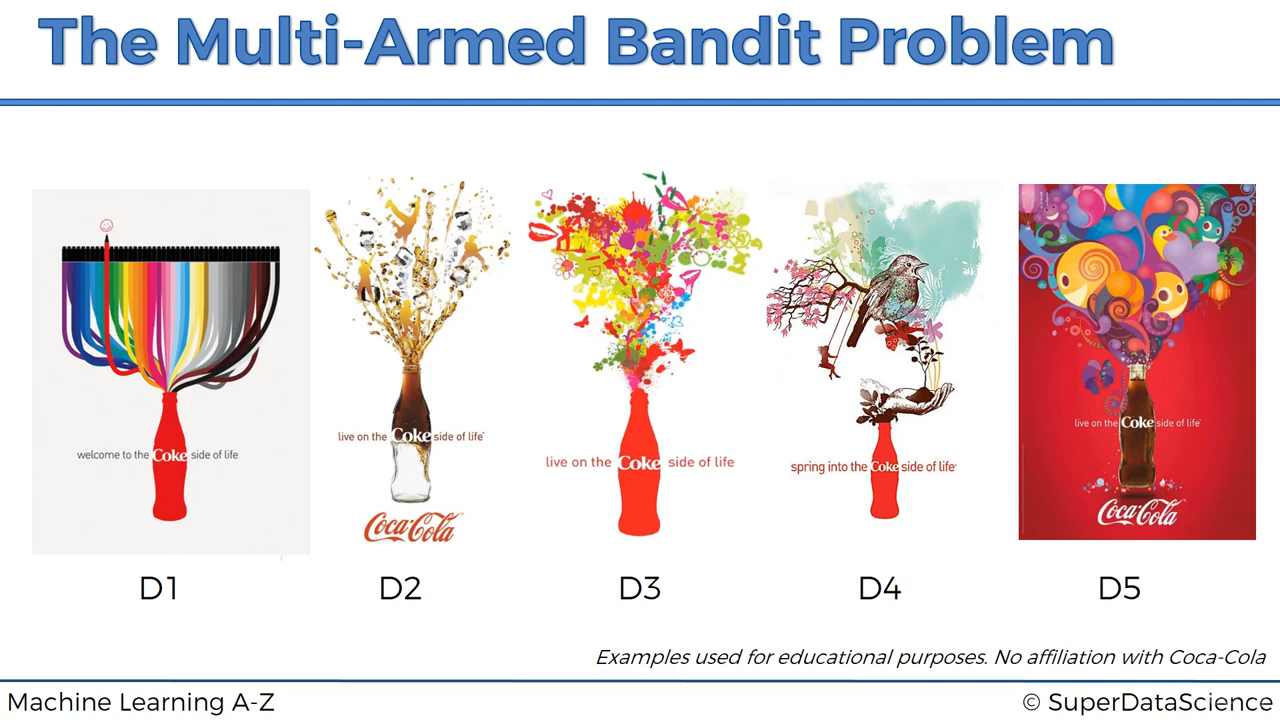 The Multi-Armed Bandit Problem
welcome to the Coke side of life
live on the Coke side of life
Coca-Cola
live on the Coke side of life
spring into the Coke side of life
live on the Coke side of life
Coca-Cola
D1 D2 D3 D4 D5
Examples used for educational purposes. No affiliation with Coca-Cola
Machine Learning A-Z © SuperDataScience